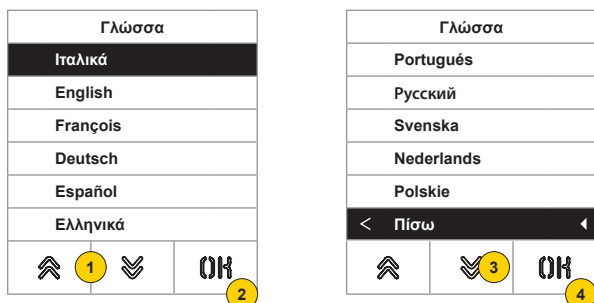 Γλώσσα
Ιταλικά
English
Français
Deutsch
Español
Ελληνικά
1
OK
2
Γλώσσα
Portugués
Русский
Svenska
Nederlands
Polskie
< Πίσω
3
OK
4